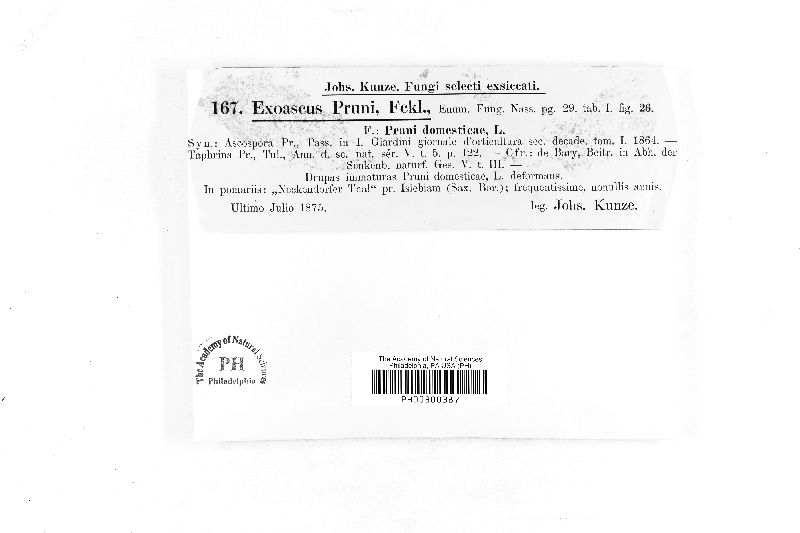 Johs. Kunze. Fungi selecti exsiccati.
167. Exoascus Pruni, Fckl., Enum. Fung. Nass. pg. 29. tab. I. fig. 26.
F.: Pruni domesticae, L.
Syn.: Ascospora Pr., Tass. in I. Giardini giornale d'orticultura sec. decade, tom. I. 1864. —
Taphrina Pr., Tul., Ann. d. sc. nat. sér. V. t. 5. p. 122. — Cfr.: de Bary, Beitr. in Abh. der
Senkenb. naturf. Ges. V. t. III. —
Drupas immaturas Pruni domesticae, L. deformans.
In pomariis: „Neckendorfer Thal“ pr. Islebiam (Sax. Bor.); frequentissime, nonullis annis.
Ultimo Julio 1875. leg. Johs. Kunze.
The Academy of Natural Sciences
PH
Philadelphia
The Academy of Natural Sciences
Philadelphia, PA USA (PH)